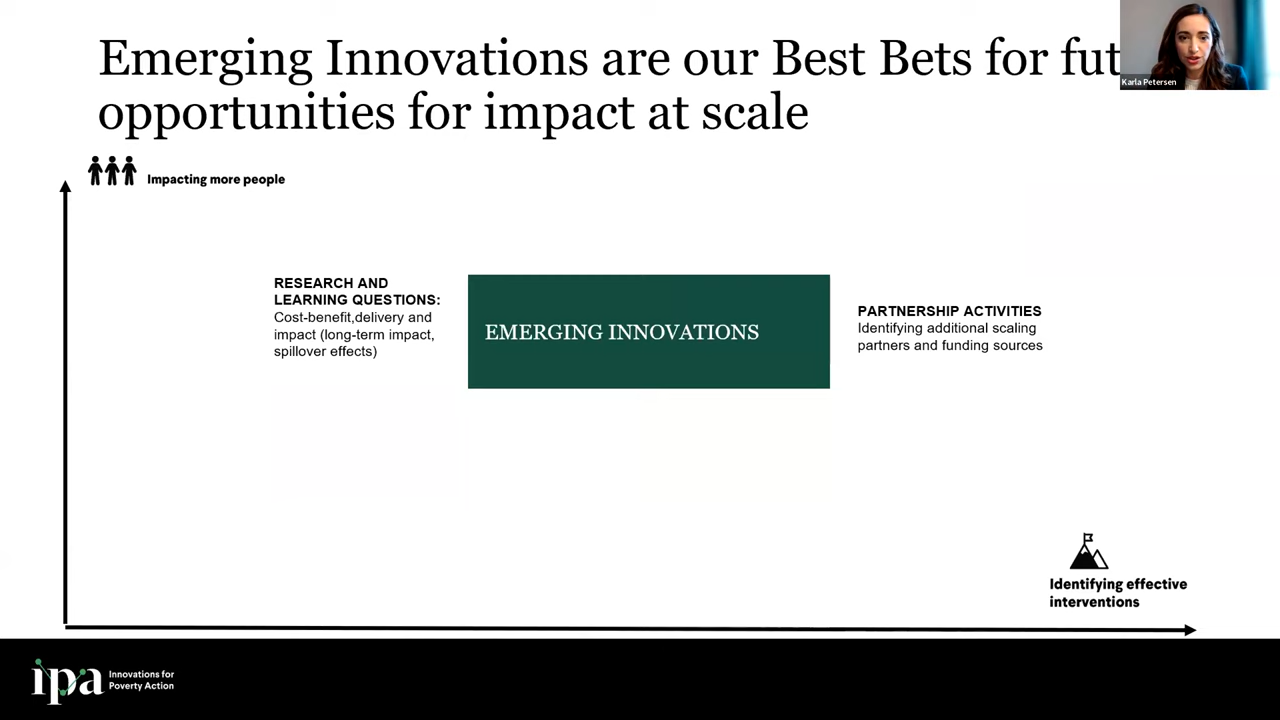 Emerging Innovations are our Best Bets for fut
opportunities for impact at scale
Karla Petersen
Impacting more people
RESEARCH AND
LEARNING QUESTIONS:
Cost-benefit,delivery and
impact (long-term impact,
spillover effects)
EMERGING INNOVATIONS
PARTNERSHIP ACTIVITIES
Identifying additional scaling
partners and funding sources
Identifying effective
interventions
ipa
Innovations for
Poverty Action